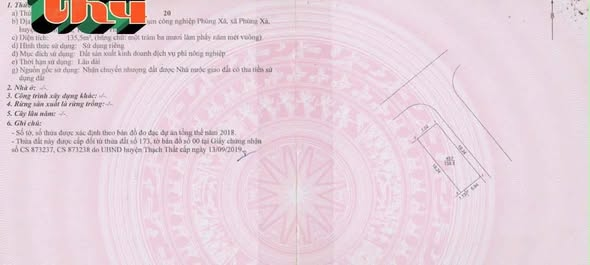 1. Thửa
a) Thử 20
b) Địa cụm công nghiệp Phùng Xá, xã Phùng Xá,
huyện
c) Diện tích: 135,5m², (bằng chữ: một trăm ba mươi lăm phẩy năm mét vuông)
d) Hình thức sử dụng: Sử dụng riêng
đ) Mục đích sử dụng: Đất sản xuất kinh doanh dịch vụ phi nông nghiệp
e) Thời hạn sử dụng: Lâu dài
g) Nguồn gốc sử dụng: Nhận chuyển nhượng đất được Nhà nước giao đất có thu tiền sử
dụng đất
2. Nhà ở: -/-
3. Công trình xây dựng khác: -/-
4. Rừng sản xuất là rừng trồng: -/-
5. Cây lâu năm: -/-
6. Ghi chú:
- Số tờ, số thửa được xác định theo bản đồ đo đạc dự án tổng thể năm 2018.
- Thửa đất này được cấp đổi từ thửa đất số 173, tờ bản đồ số 00 tại Giấy chứng nhận
số CS 873237, CS 873238 do UBND huyện Thạch Thất cấp ngày 13/09/2019